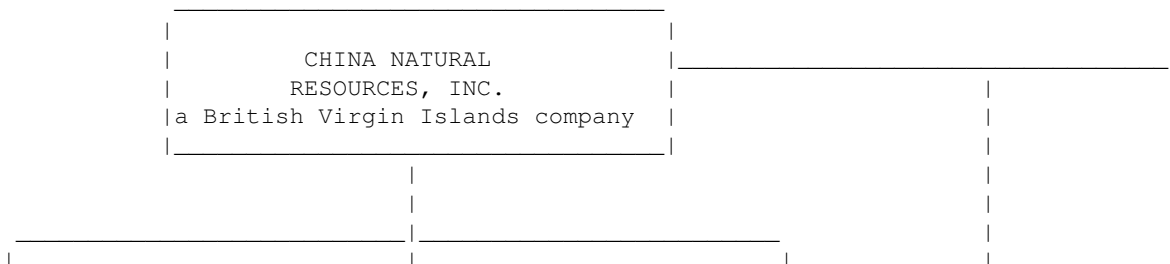 CHINA NATURAL
RESOURCES, INC.
a British Virgin Islands company